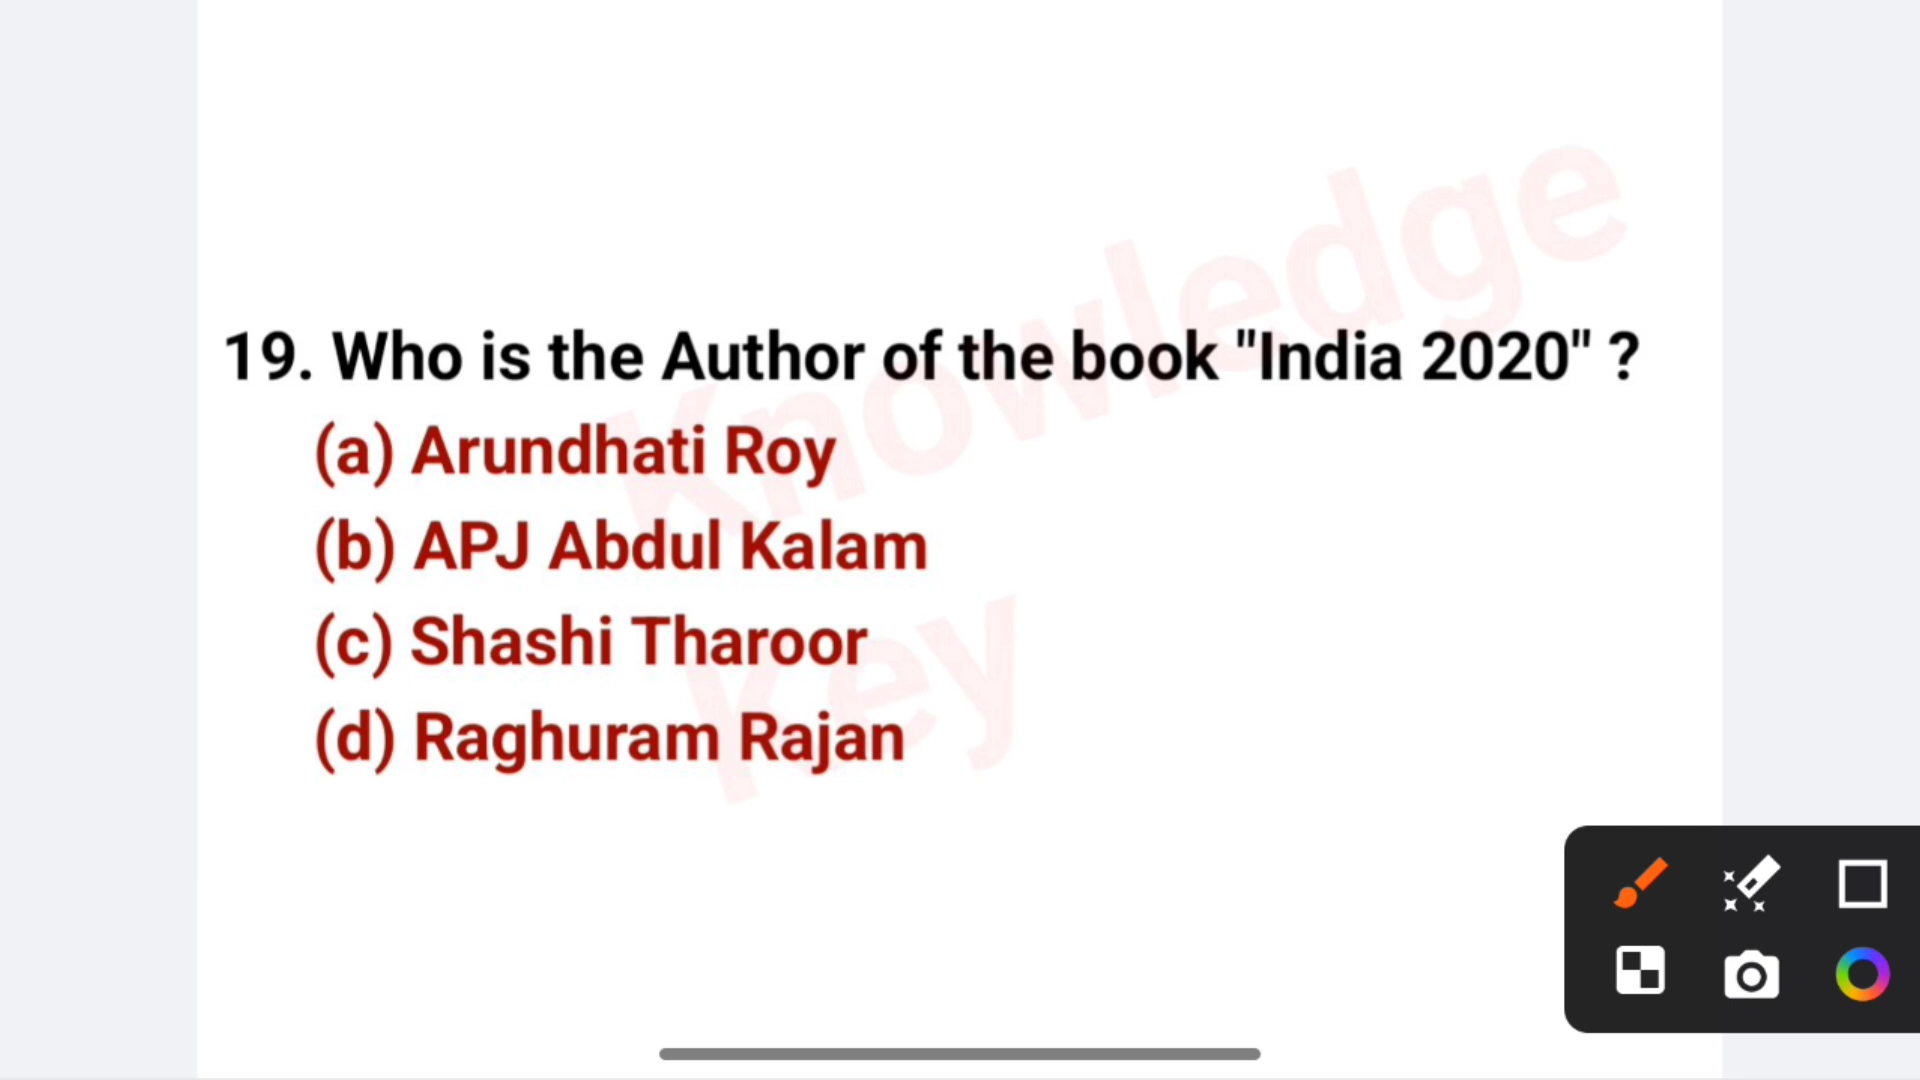 19. Who is the Author of the book "India 2020" ?
(a) Arundhati Roy
(b) APJ Abdul Kalam
(c) Shashi Tharoor
(d) Raghuram Rajan
Knowledge
Key